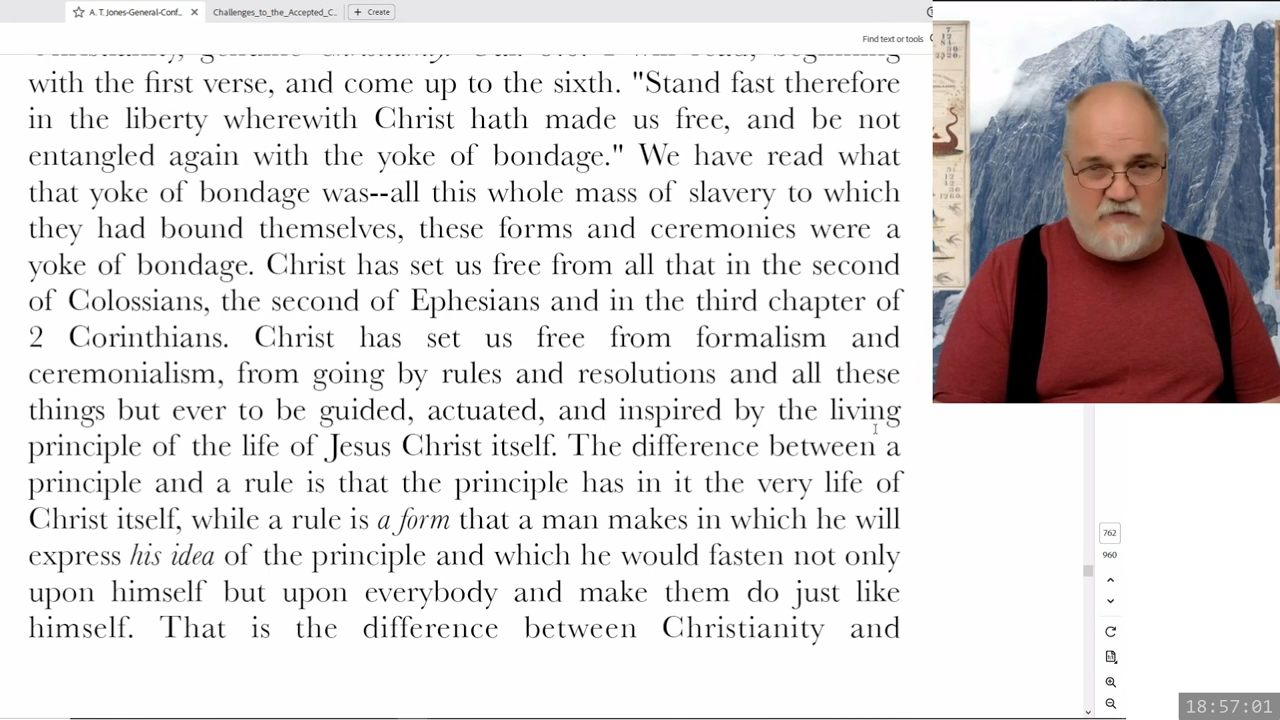 A. T. Jones-General-Conf...
Challenges_to_the_Accepted_C...
Create
Find text or tools
with the first verse, and come up to the sixth. "Stand fast therefore
in the liberty wherewith Christ hath made us free, and be not
entangled again with the yoke of bondage." We have read what
that yoke of bondage was--all this whole mass of slavery to which
they had bound themselves, these forms and ceremonies were a
yoke of bondage. Christ has set us free from all that in the second
of Colossians, the second of Ephesians and in the third chapter of
2 Corinthians. Christ has set us free from formalism and
ceremonialism, from going by rules and resolutions and all these
things but ever to be guided, actuated, and inspired by the living
principle of the life of Jesus Christ itself. The difference between a
principle and a rule is that the principle has in it the very life of
Christ itself, while a rule is a form that a man makes in which he will
express his idea of the principle and which he would fasten not only
upon himself but upon everybody and make them do just like
himself. That is the difference between Christianity and
762
960
18:57:01